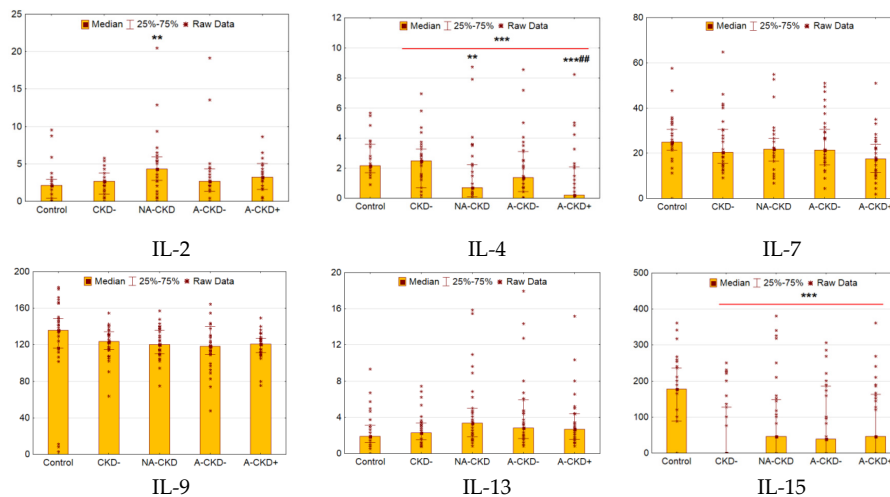 25
20
15
10
5
0
Median 25%-75% Raw Data
**
Control CKD- NA-CKD A-CKD- A-CKD+
IL-2
12
10
8
6
4
2
0
Median 25%-75% Raw Data
***
** ***##
Control CKD- NA-CKD A-CKD- A-CKD+
IL-4
80
60
40
20
0
Median 25%-75% Raw Data
Control CKD- NA-CKD A-CKD- A-CKD+
IL-7
200
160
120
80
40
0
Median 25%-75% Raw Data
Control CKD- NA-CKD A-CKD- A-CKD+
IL-9
20
16
12
8
4
0
Median 25%-75% Raw Data
Control CKD- NA-CKD A-CKD- A-CKD+
IL-13
500
400
300
200
100
0
Median 25%-75% Raw Data
***
Control CKD- NA-CKD A-CKD- A-CKD+
IL-15